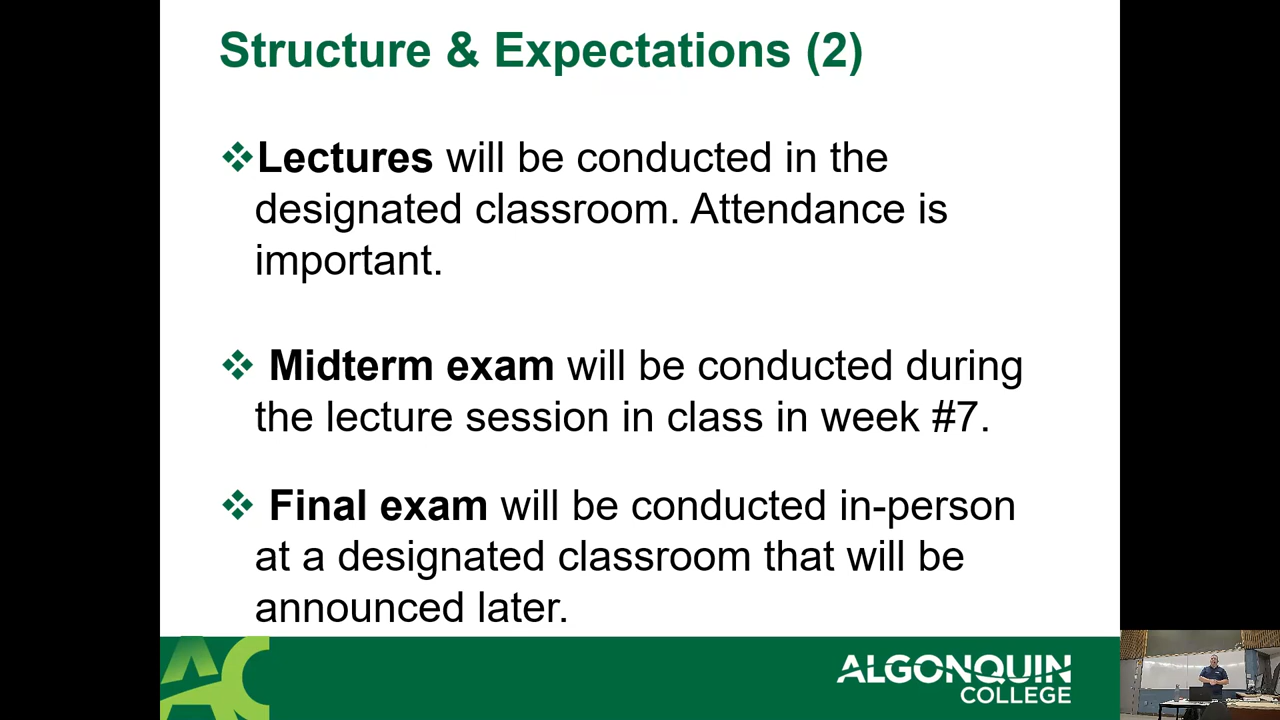 Structure & Expectations (2)
❖Lectures will be conducted in the
designated classroom. Attendance is
important.
❖ Midterm exam will be conducted during
the lecture session in class in week #7.
❖ Final exam will be conducted in-person
at a designated classroom that will be
announced later.
AC
ALGONQUIN
COLLEGE